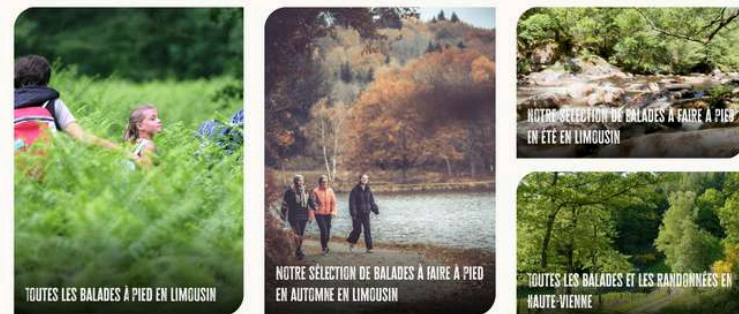 TOUTES LES BALADES À PIED EN LIMOUSIN
NOTRE SÉLECTION DE BALADES À FAIRE À PIED
EN AUTOMNE EN LIMOUSIN
NOTRE SÉLECTION DE BALADES À FAIRE À PIED
EN ÉTÉ EN LIMOUSIN
TOUTES LES BALADES ET LES RANDONNÉES EN
HAUTE-VIENNE